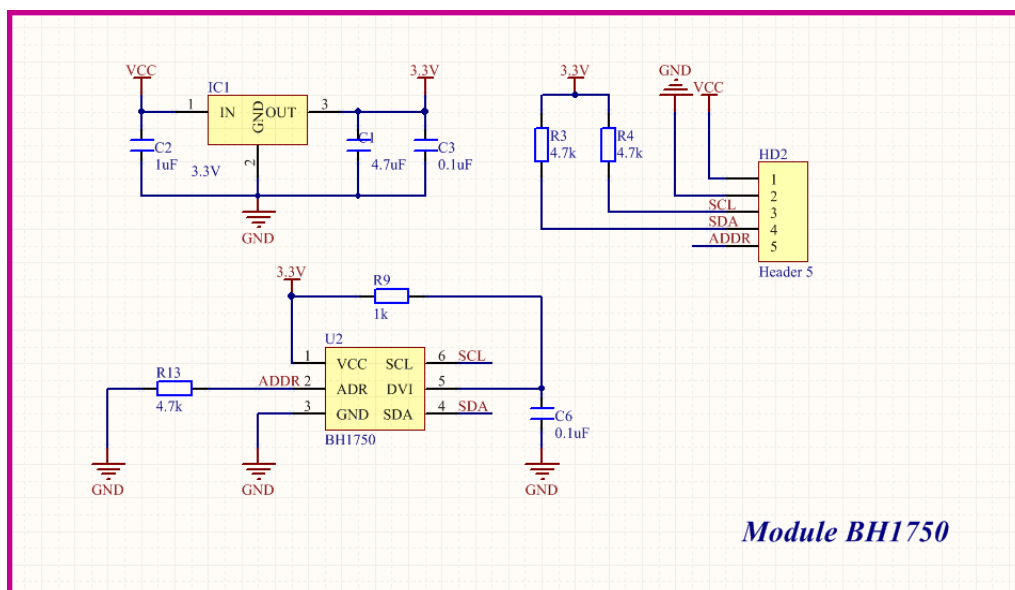 VCC
IC1
3.3V
1
IN
GND
OUT
3
2
C2
1uF
3.3V
C1
4.7uF
C3
0.1uF
GND
3.3V
GND
VCC
R3
4.7k
R4
4.7k
HD2
1
2
SCL
3
SDA
4
ADDR
5
Header 5
3.3V
R9
1k
U2
1
VCC
SCL
6
SCL
R13
4.7k
ADDR
2
ADR
DVI
5
3
GND
SDA
4
SDA
BH1750
C6
0.1uF
GND
GND
GND
Module BH1750